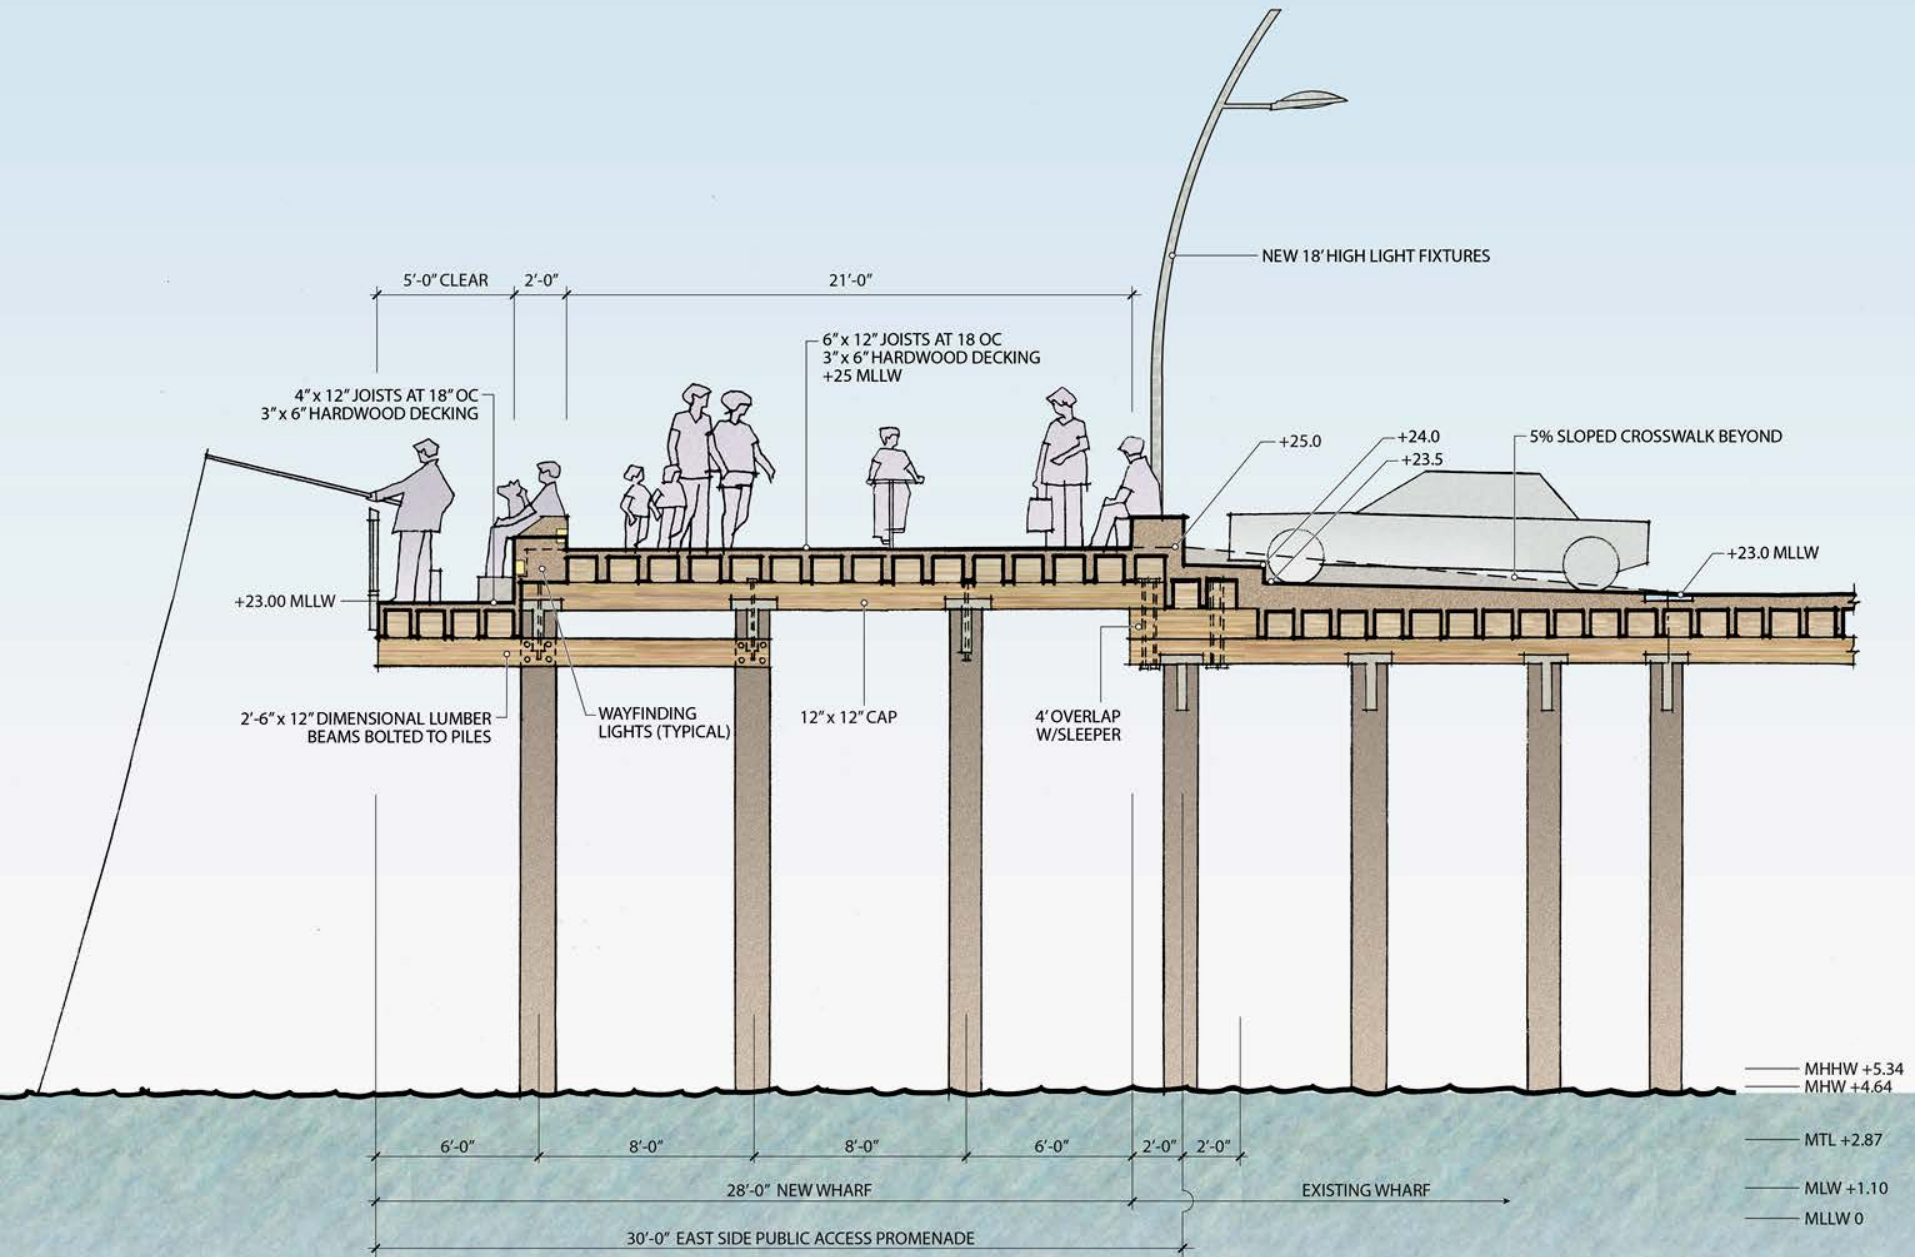 NEW 18' HIGH LIGHT FIXTURES
5'-0" CLEAR
2'-0"
21'-0"
6" x 12" JOISTS AT 18 OC
3" x 6" HARDWOOD DECKING
+25 MLLW
4" x 12" JOISTS AT 18" OC
3" x 6" HARDWOOD DECKING
+25.0
+24.0
+23.5
5% SLOPED CROSSWALK BEYOND
+23.0 MLLW
+23.00 MLLW
2'-6" x 12" DIMENSIONAL LUMBER
BEAMS BOLTED TO PILES
WAYFINDING
LIGHTS (TYPICAL)
12" x 12" CAP
4' OVERLAP
W/SLEEPER
MHHW +5.34
MHW +4.64
MTL +2.87
MLW +1.10
MLLW 0
6'-0"
8'-0"
8'-0"
6'-0"
2'-0"
2'-0"
28'-0" NEW WHARF
EXISTING WHARF
30'-0" EAST SIDE PUBLIC ACCESS PROMENADE